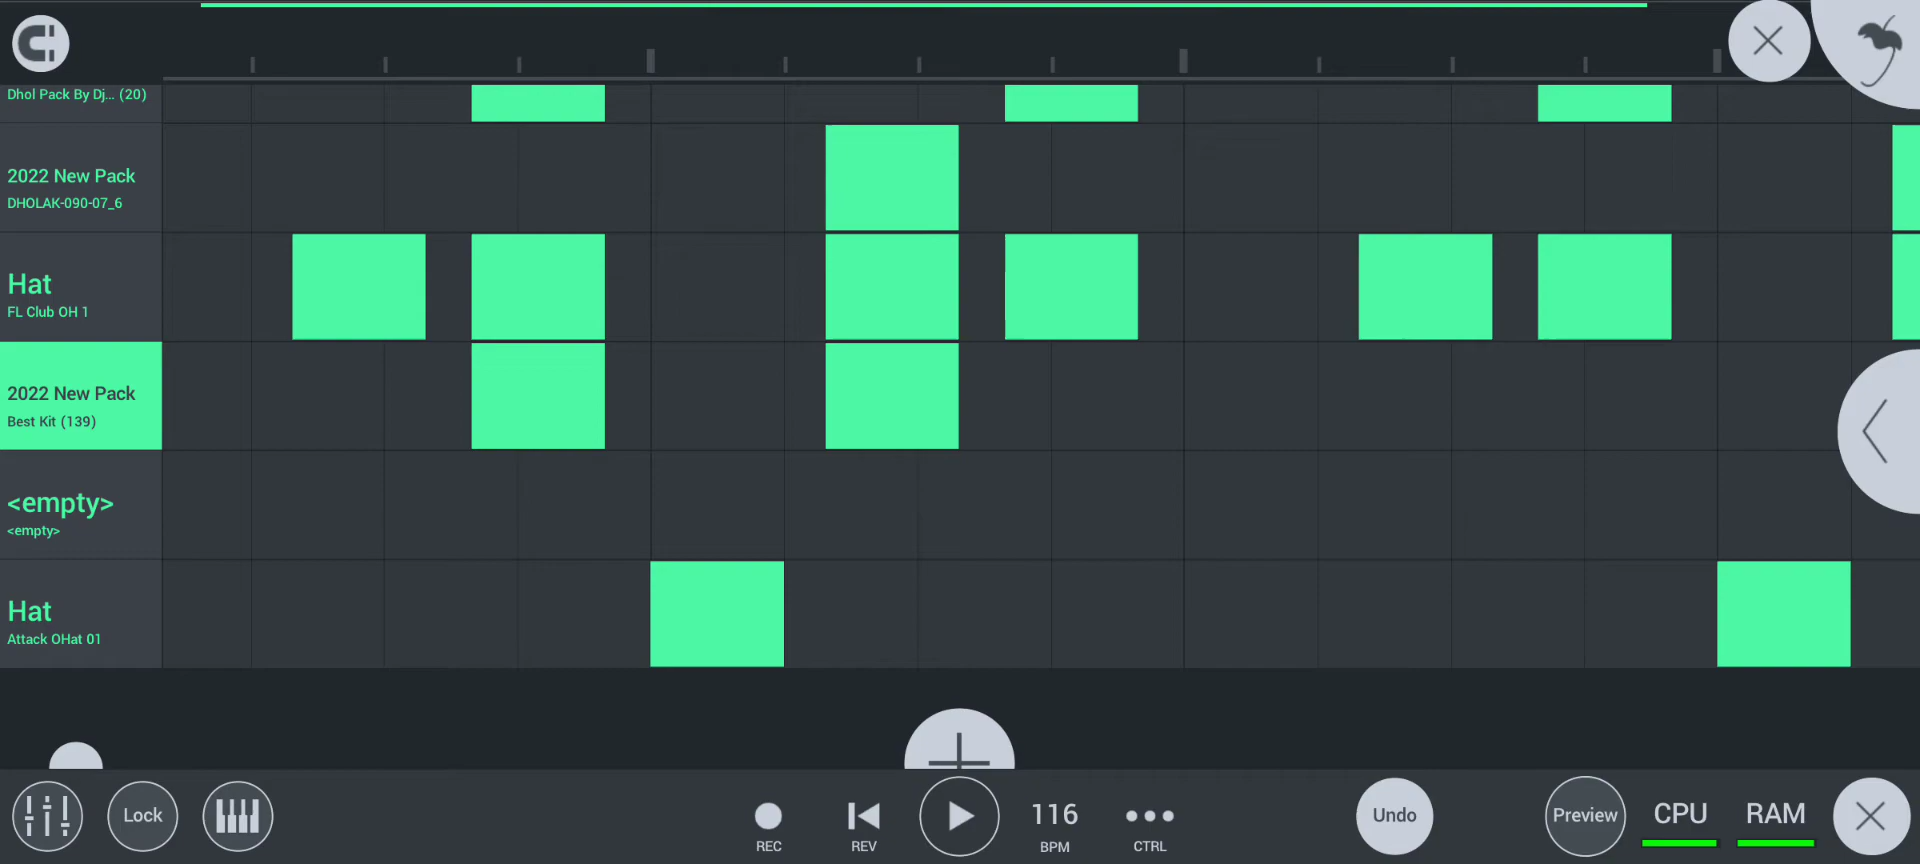 Dhol Pack By Dj... (20)
2022 New Pack
DHOLAK-090-07_6
Hat
FL Club OH 1
2022 New Pack
Best Kit (139)
<empty>
<empty>
Hat
Attack OHat 01
Lock
REC
REV
116
BPM
CTRL
Undo
Preview
CPU
RAM